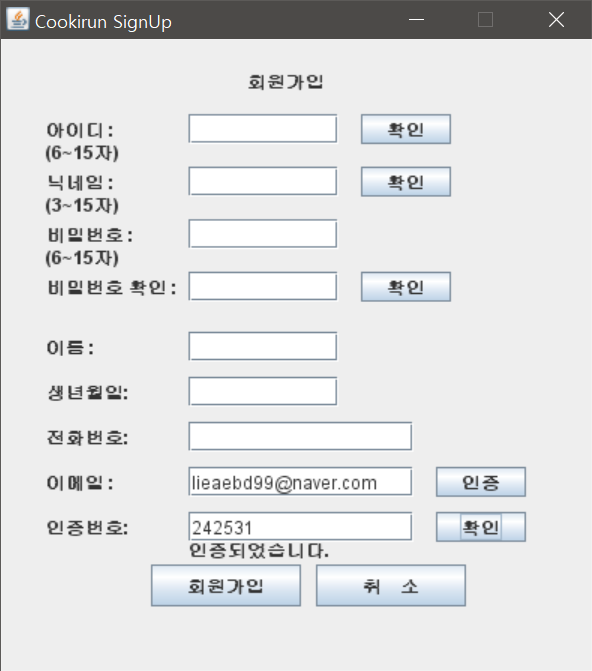 Cookirun SignUp
회원가입
아이디 : 확인
(6~15자)
닉네임 : 확인
(3~15자)
비밀번호 :
(6~15자)
비밀번호 확인 : 확인
이름 :
생년월일:
전화번호:
이메일 : lieaebd99@naver.com 인증
인증번호: 242531 확인
인증되었습니다.
회원가입 취 소